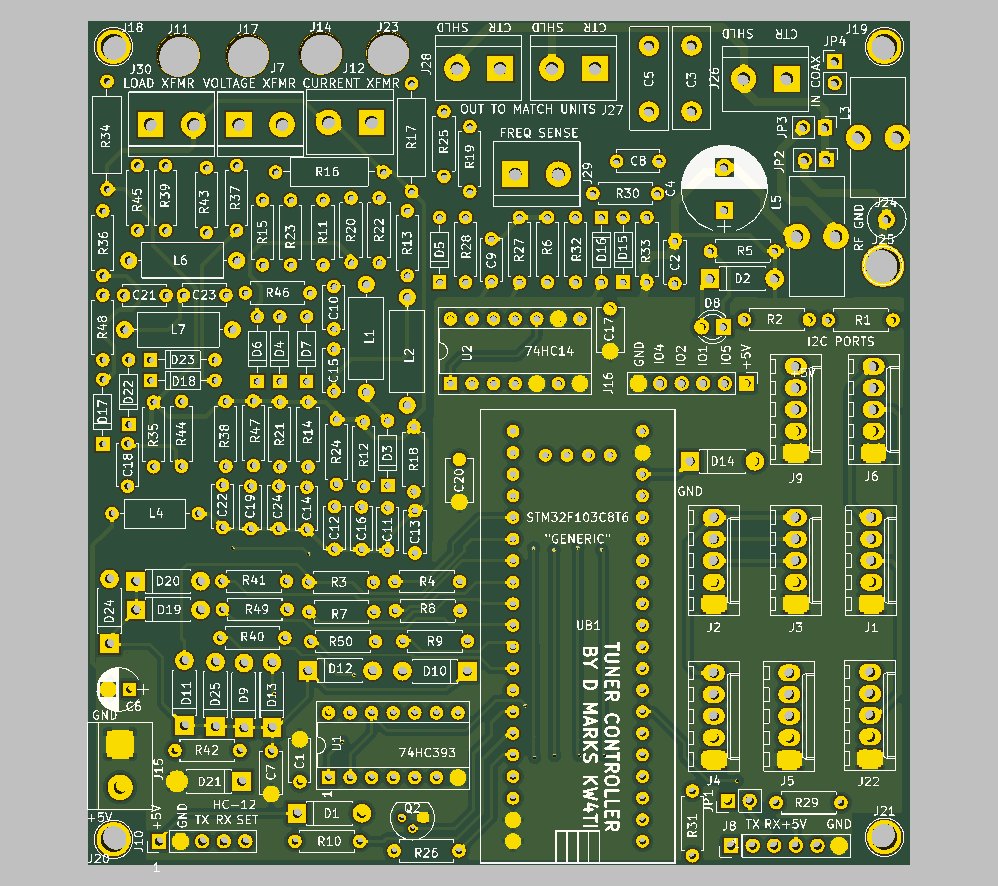 J18 J11 J17 J14 J23 J28 SHLD CTR SHLD CTR SHLD CTR J19
J30 J7 J12 C5 C3 J26 JP4
LOAD XFMR VOLTAGE XFMR CURRENT XFMR
IN COAX
OUT TO MATCH UNITS J27 L3
FREQ SENSE JP3
R34 R17 R25 R19 JP2
R16 C8 J29 C4
R45 R39 R43 R37 R30 L5 J24
R36 R15 R23 R11 R20 R22 R13 D5 R28 C9 R27 R6 R32 D16 D15 R33 C2 R5 RF GND J25
L6
D2
C21 C23 R46 C10 D8
R48 L7 L1 L2 U2 74HC14 C17 R2 R1
I2C PORTS
D6 D4 D7 GND IO4 IO2 IO1 IO5 +5V
D23 C15 J16
D22 D18
D17 R35 R44 R38 R47 R21 R14 R24 R12 D3 R18
C18 C20 D14 J9 J6
GND
C22 C19 C24 C14 C12 C16 C11 C13
L4 STM32F103C8T6
"GENERIC"
D20 R41 R3 R4
D24 D19 R49 R7 R8 UB1 J2 J3 J1
R40 R50 R9
D12 D10
TUNER CONTROLLER
BY D MARKS KW4TI
D11 D25 D9 D13
C6
GND
R42 U1 74HC393
J15 D21 C7 C1 J4 J5 J22
HC-12 1 JP1 R29
+5V +5V GND TX RX SET D1 Q2 R31 J8 TX RX +5V GND J21
J10 R10 R26
J20
1